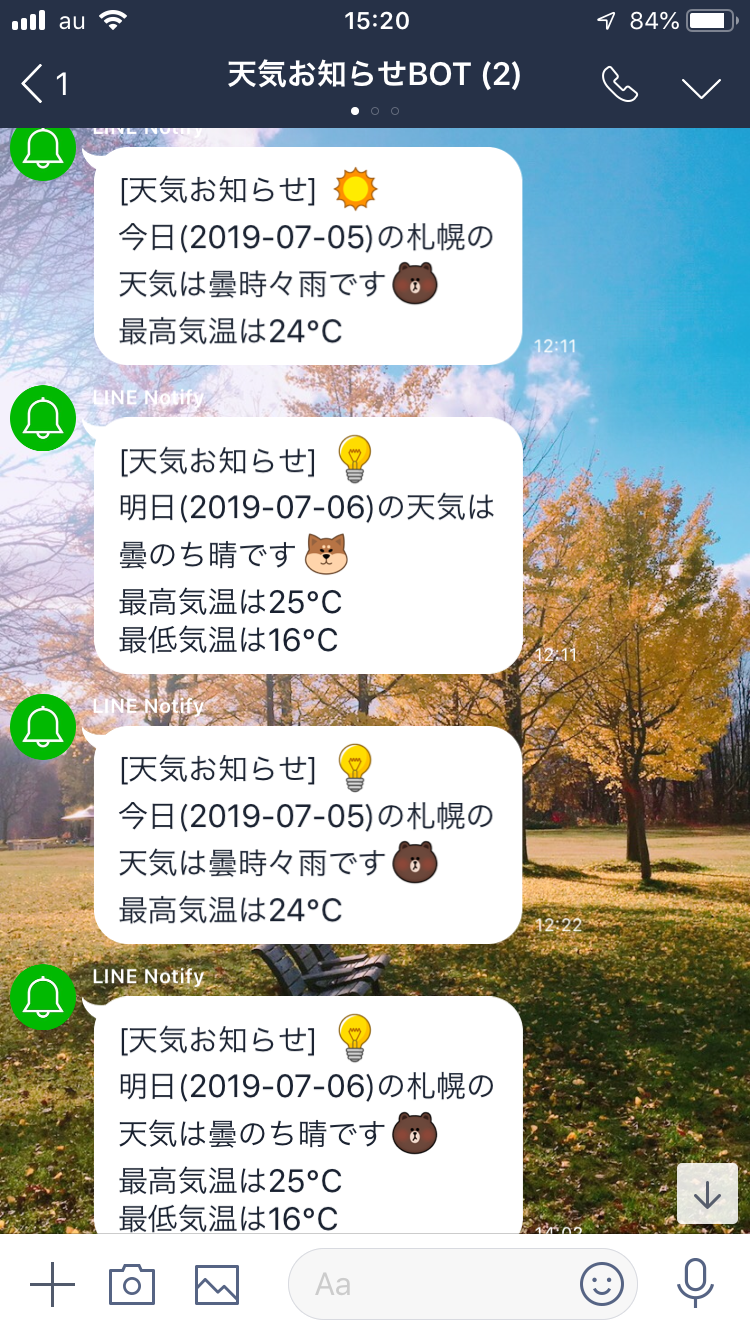 au 15:20 84%
1 天気お知らせBOT (2)
LINE Notify
[天気お知らせ]
今日(2019-07-05)の札幌の
天気は曇時々雨です
最高気温は24°C
12:11
LINE Notify
[天気お知らせ]
明日(2019-07-06)の天気は
曇のち晴です
最高気温は25°C
最低気温は16°C
12:11
LINE Notify
[天気お知らせ]
今日(2019-07-05)の札幌の
天気は曇時々雨です
最高気温は24°C
12:22
LINE Notify
[天気お知らせ]
明日(2019-07-06)の札幌の
天気は曇のち晴です
最高気温は25°C
最低気温は16°C
Aa